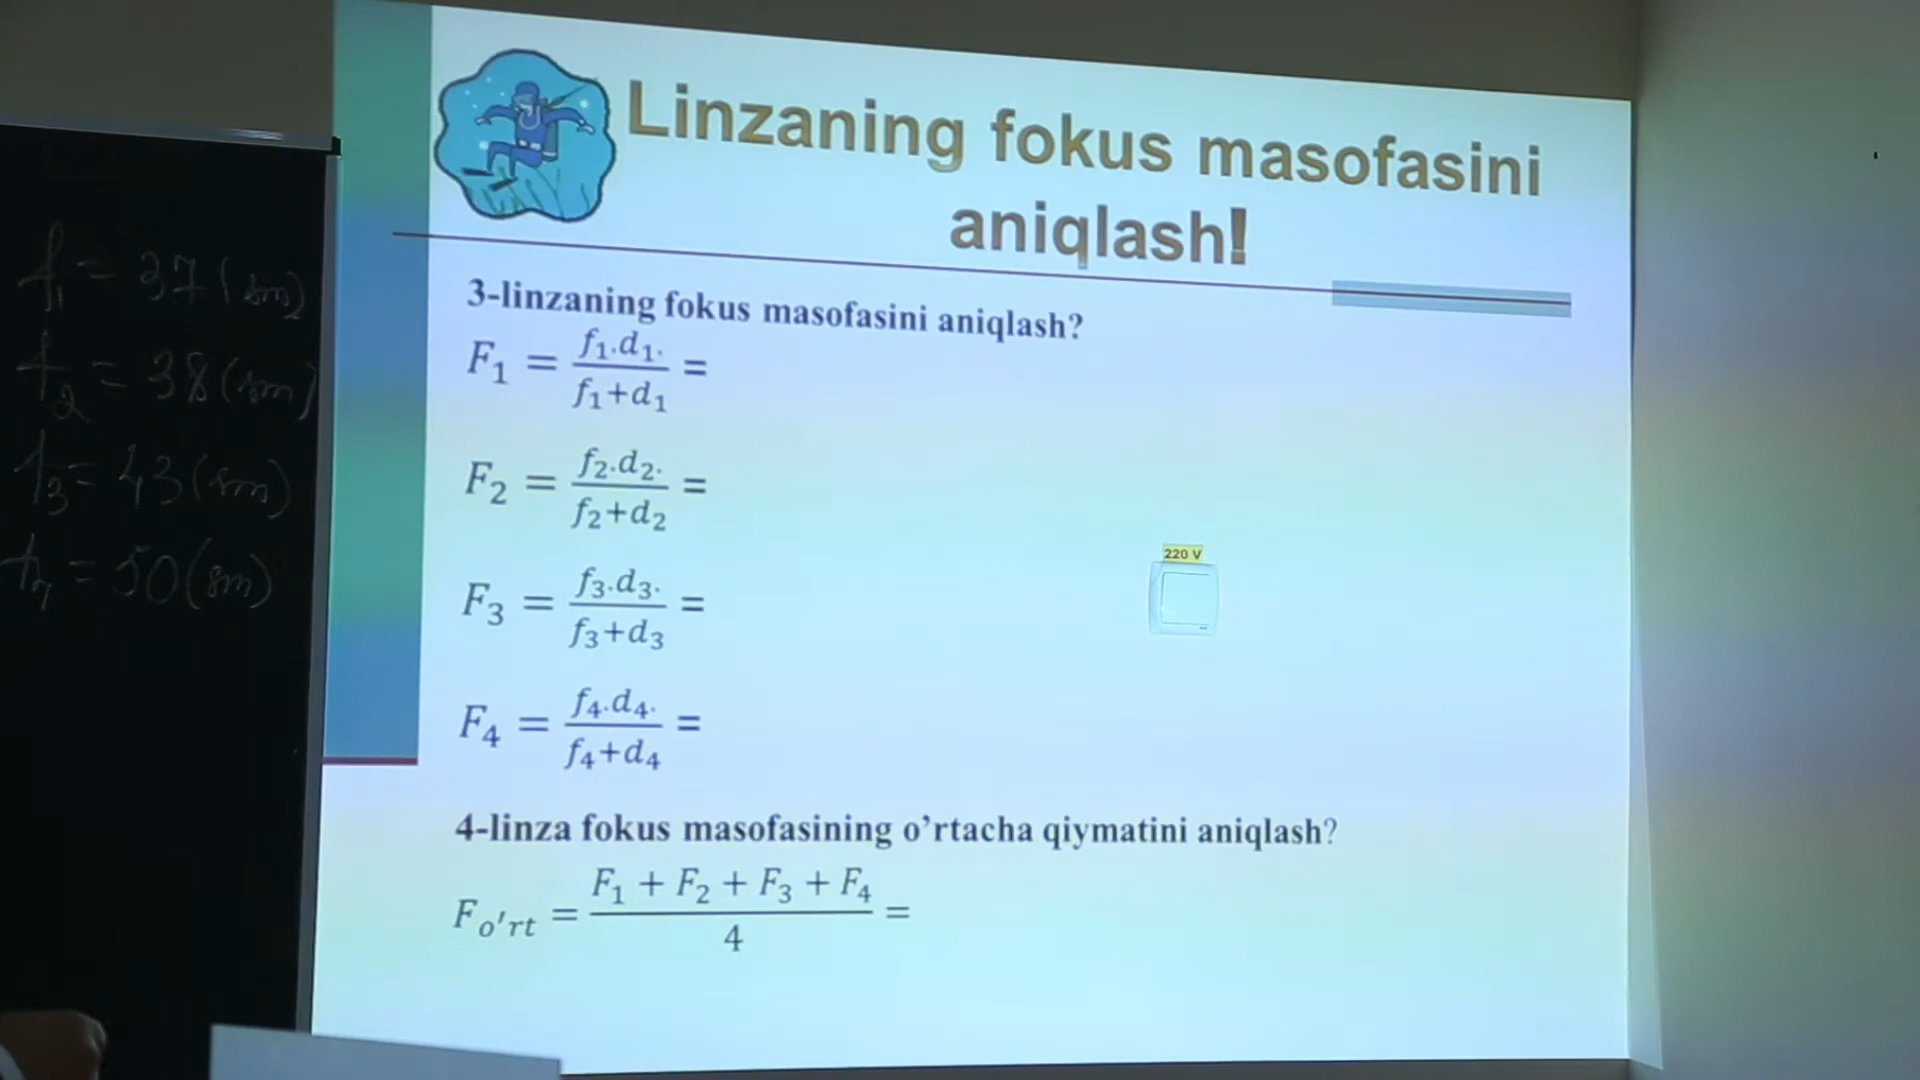 Linzaning fokus masofasini
aniqlash!
3-linzaning fokus masofasini aniqlash?
F₁ = f₁.d₁. / f₁+d₁ =
F₂ = f₂.d₂. / f₂+d₂ =
F₃ = f₃.d₃. / f₃+d₃ =
F₄ = f₄.d₄. / f₄+d₄ =
4-linza fokus masofasining o’rtacha qiymatini aniqlash?
F o'rt = F₁ + F₂ + F₃ + F₄ / 4 =
f₁ = 37 (sm)
f₂ = 38 (sm)
f₃ = 43 (sm)
f₄ = 50 (sm)
220 V